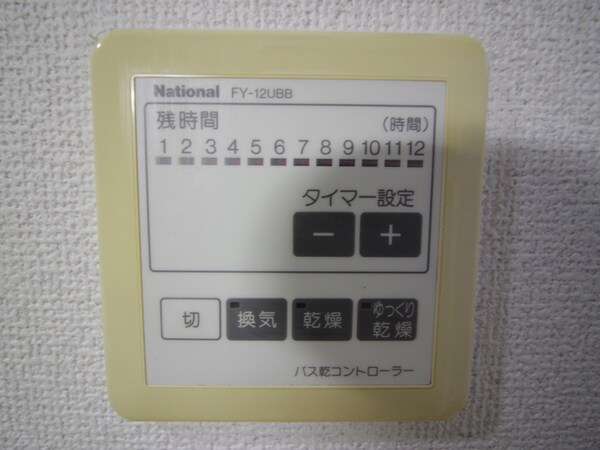 National FY-12UBB
残時間 (時間)
1 2 3 4 5 6 7 8 9 10 11 12
タイマー設定
− +
切 換気 乾燥 ゆっくり乾燥
バス乾コントローラー